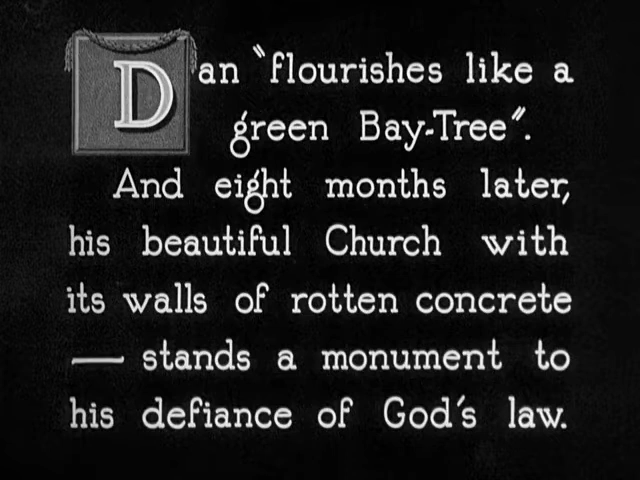 Dan "flourishes like a
green Bay-Tree".
And eight months later,
his beautiful Church with
its walls of rotten concrete
— stands a monument to
his defiance of God's law.